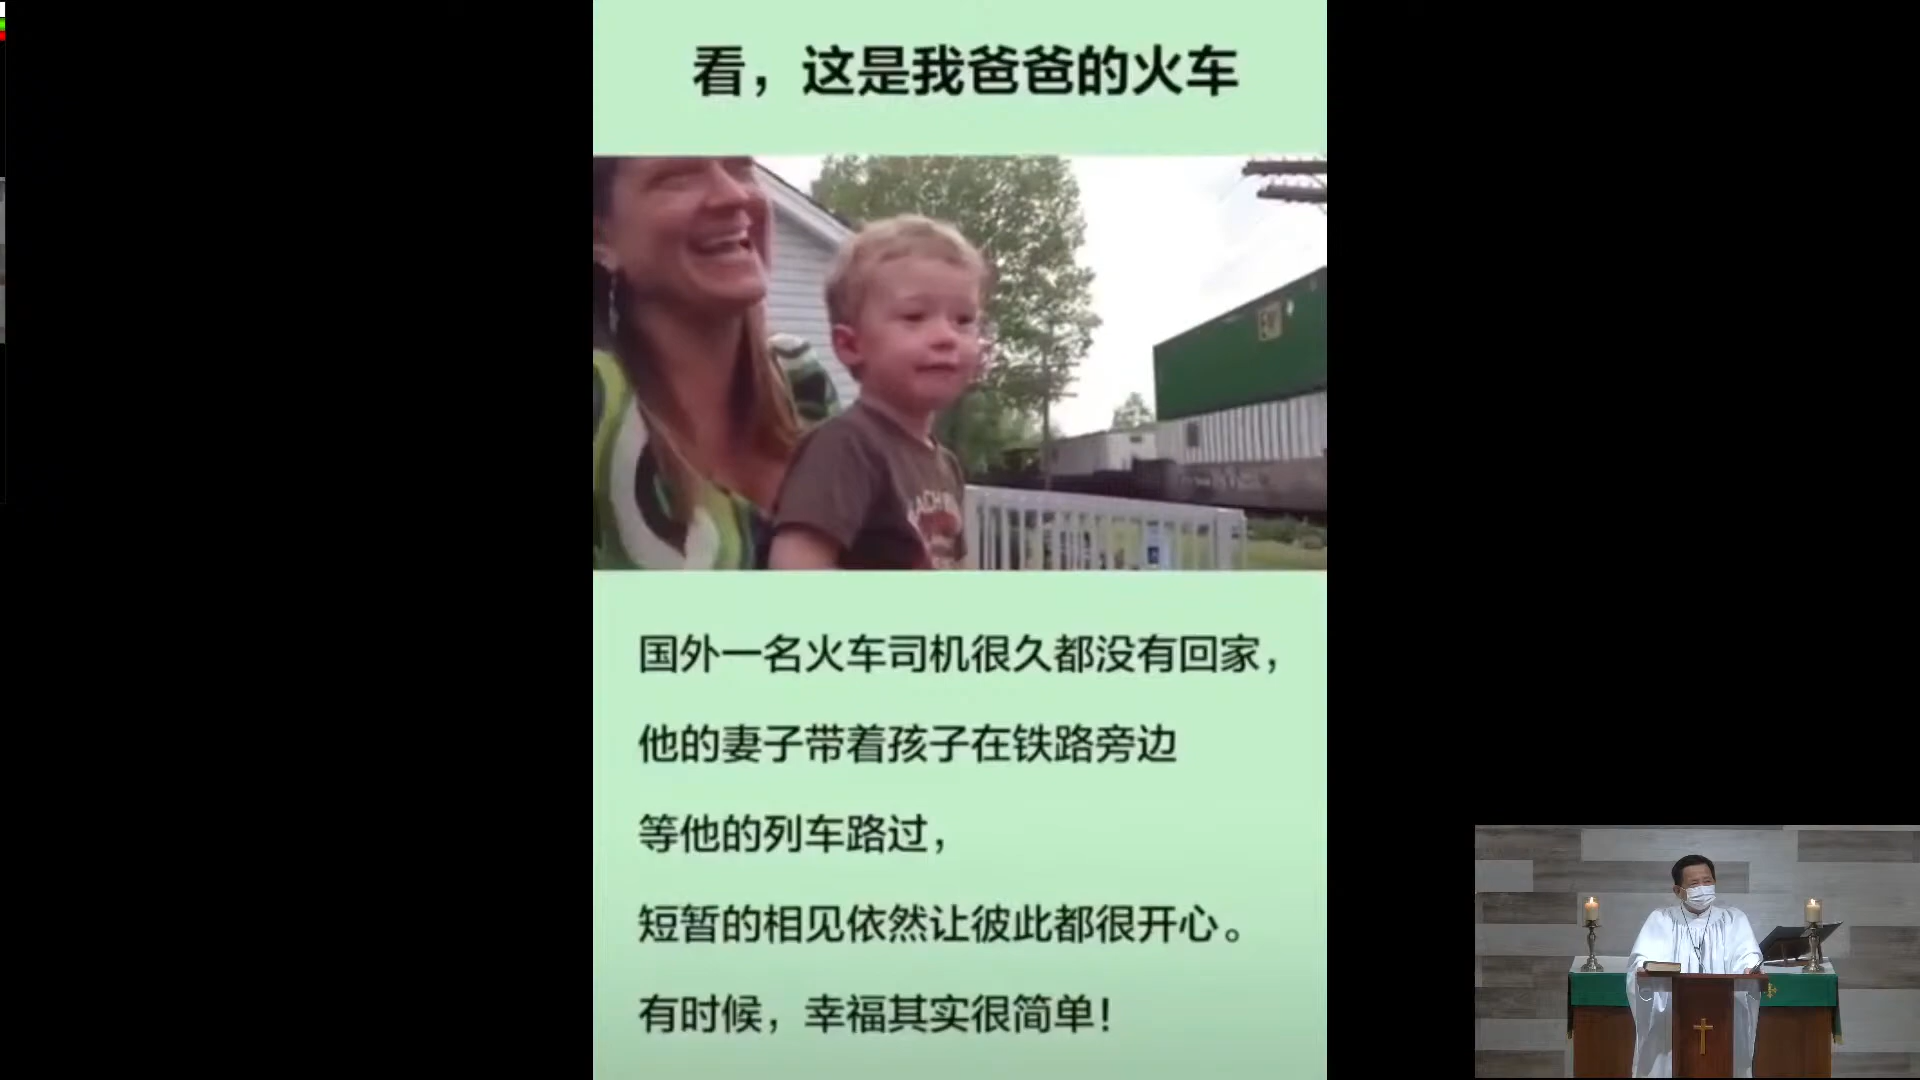 看，这是我爸爸的火车
国外一名火车司机很久都没有回家，
他的妻子带着孩子在铁路旁边
等他的列车路过，
短暂的相见依然让彼此都很开心。
有时候，幸福其实很简单！